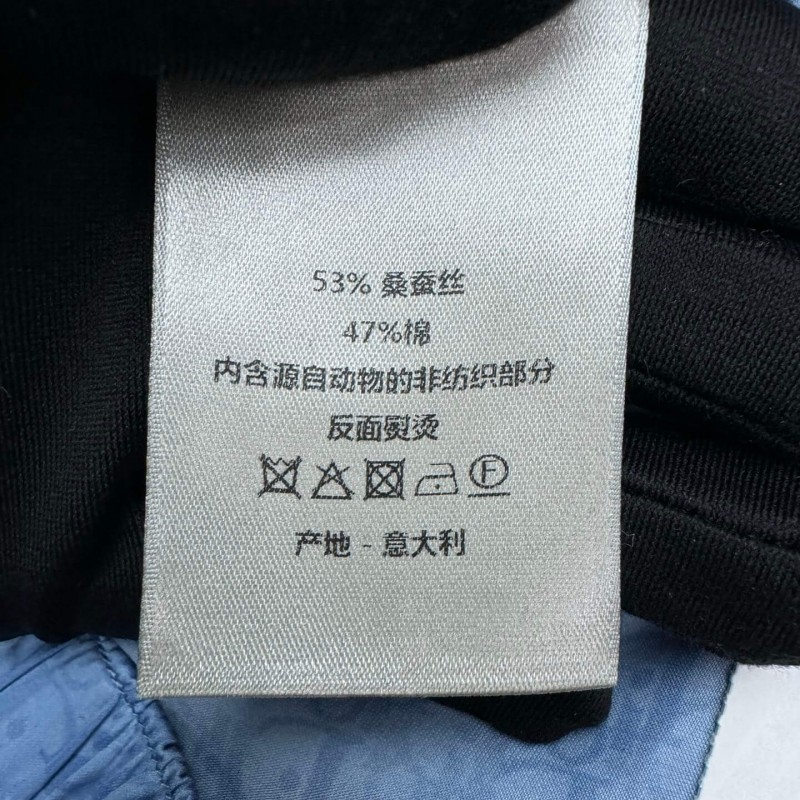 53% 桑蚕丝
47%棉
内含源自动物的非纺织部分
反面熨烫
F
产地 - 意大利